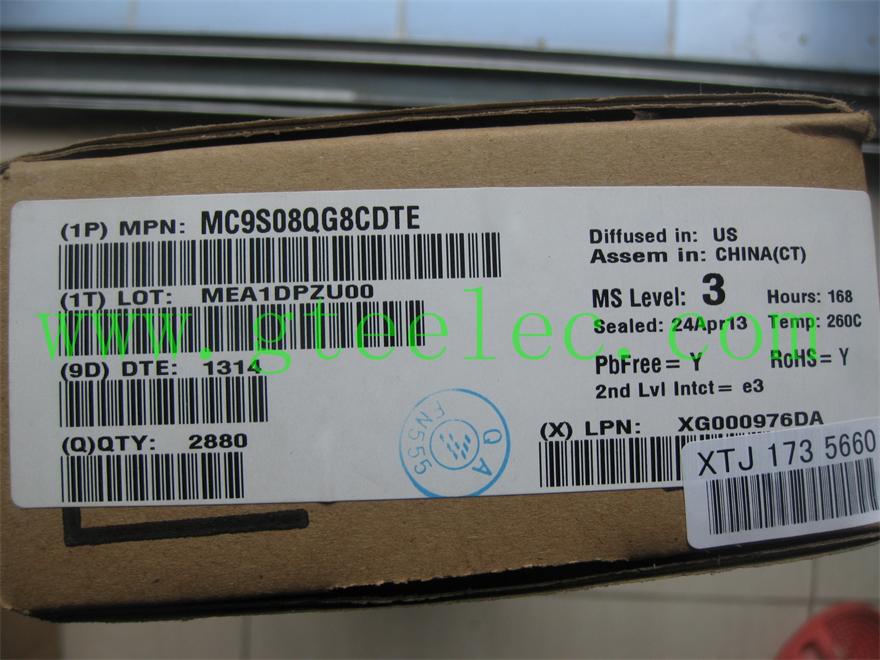 (1P) MPN: MC9S08QG8CDTE
(1T) LOT: MEA1DPZU00
(9D) DTE: 1314
(Q)QTY: 2880
Diffused in: US
Assem in: CHINA(CT)
MS Level: 3 Hours: 168
Sealed: 24Apr13 Temp: 260C
PbFree = Y RoHS = Y
2nd Lvl Intct = e3
(X) LPN: XG000976DA
XTJ 173 5660
QA
FN555
www.gteelec.com